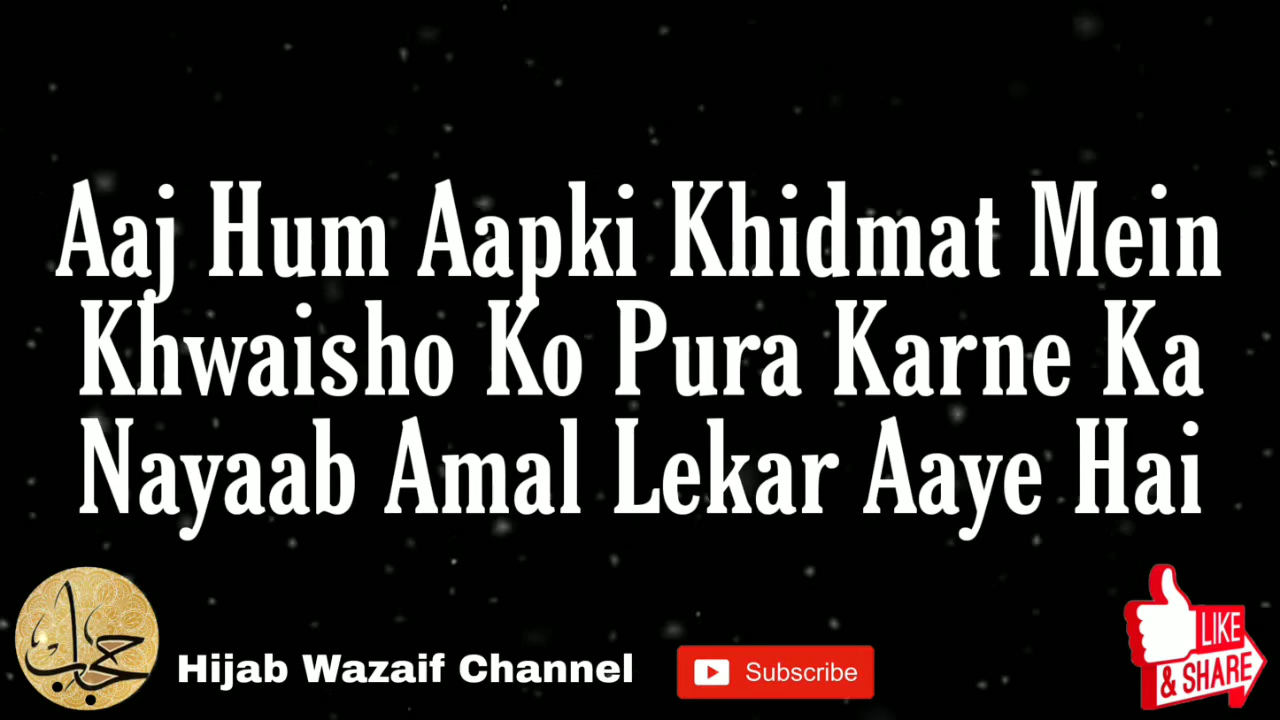 Aaj Hum Aapki Khidmat Mein
Khwaisho Ko Pura Karne Ka
Nayaab Amal Lekar Aaye Hai
حجاب
Hijab Wazaif Channel
Subscribe
LIKE
& SHARE